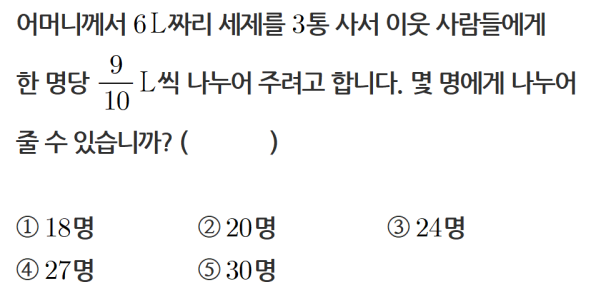 어머니께서 6L짜리 세제를 3통 사서 이웃 사람들에게
한 명당 9/10 L씩 나누어 주려고 합니다. 몇 명에게 나누어
줄 수 있습니까? (          )
① 18명 ② 20명 ③ 24명
④ 27명 ⑤ 30명